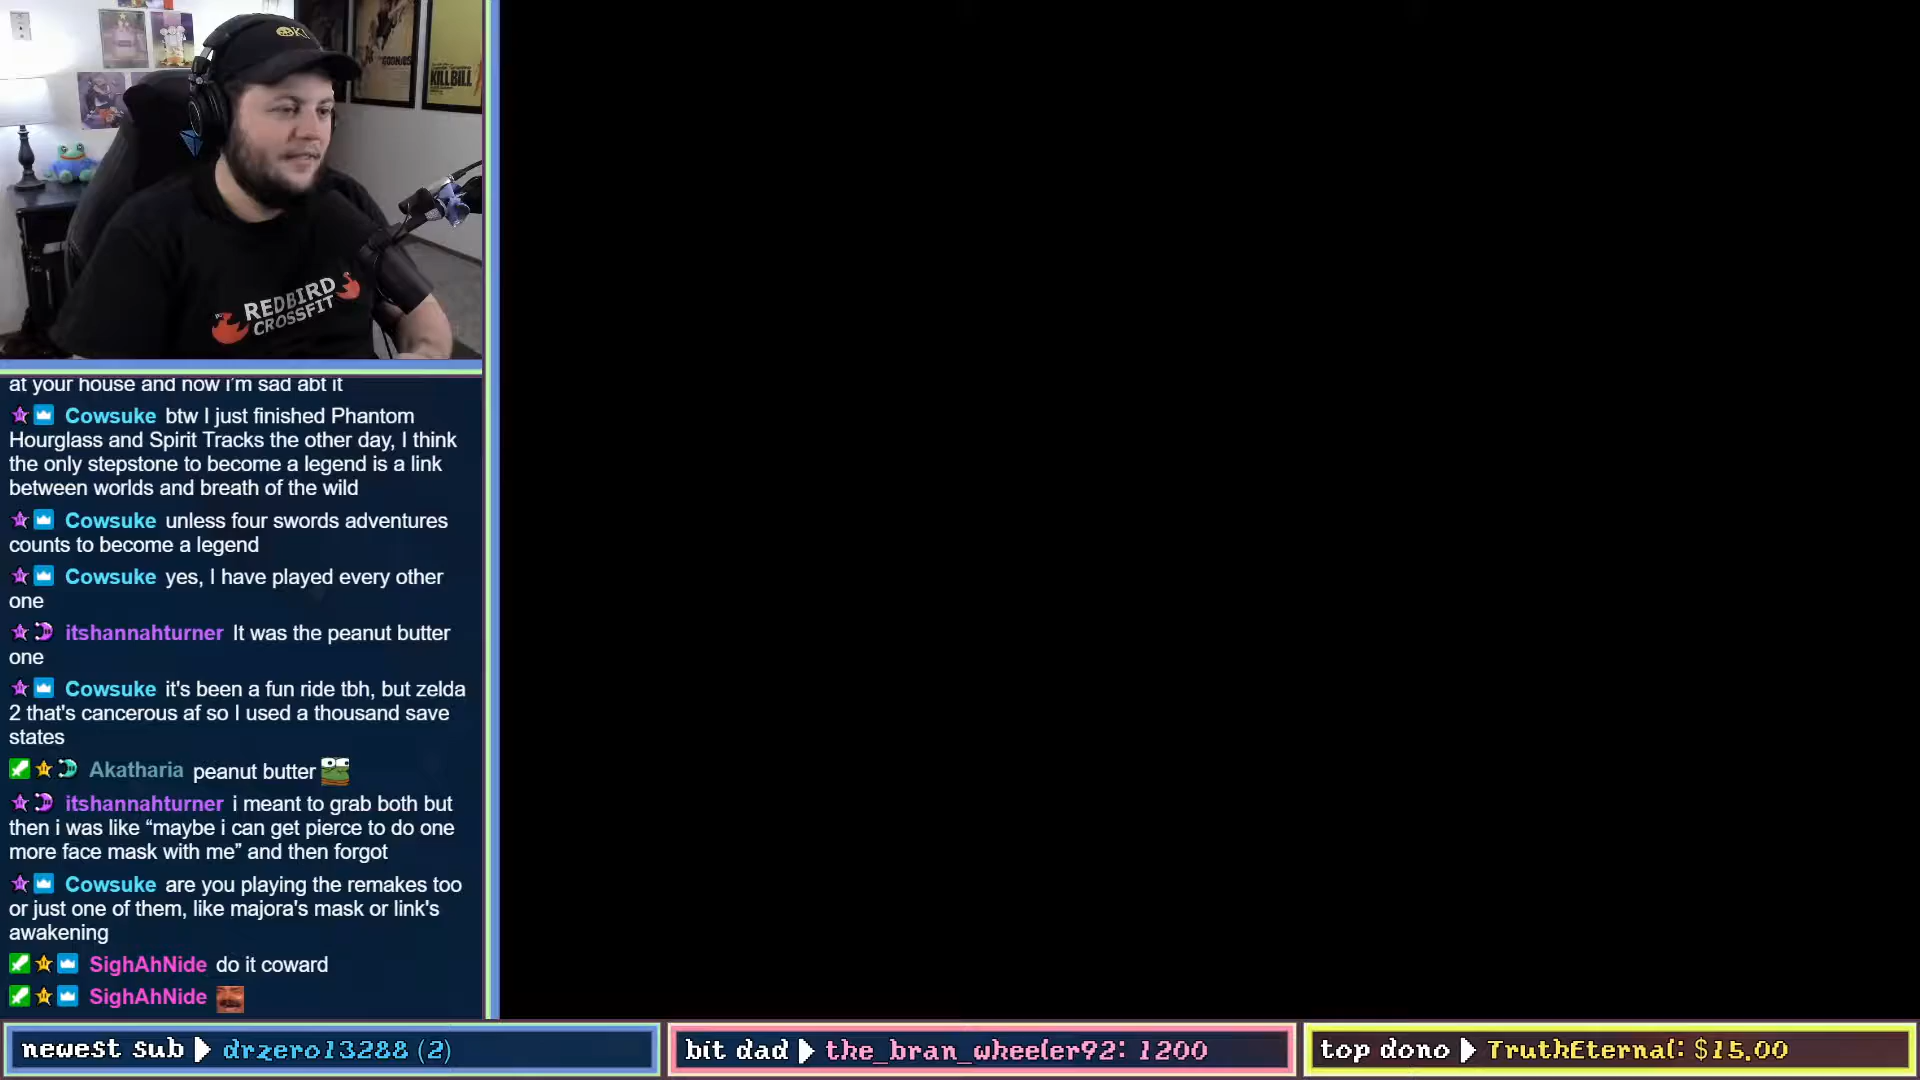 OK!
GOONIES
KILL BILL
REDBIRD
CROSSFIT
at your house and now i'm sad abt it
Cowsuke btw I just finished Phantom
Hourglass and Spirit Tracks the other day, I think
the only stepstone to become a legend is a link
between worlds and breath of the wild
Cowsuke unless four swords adventures
counts to become a legend
Cowsuke yes, I have played every other
one
itshannahturner It was the peanut butter
one
Cowsuke it's been a fun ride tbh, but zelda
2 that's cancerous af so I used a thousand save
states
Akatharia peanut butter
itshannahturner i meant to grab both but
then i was like “maybe i can get pierce to do one
more face mask with me” and then forgot
Cowsuke are you playing the remakes too
or just one of them, like majora's mask or link's
awakening
SighAhNide do it coward
SighAhNide
newest sub drzero13288 (2)
bit dad the_bran_wheeler92: 1200
top dono TruthEternal: $15.00